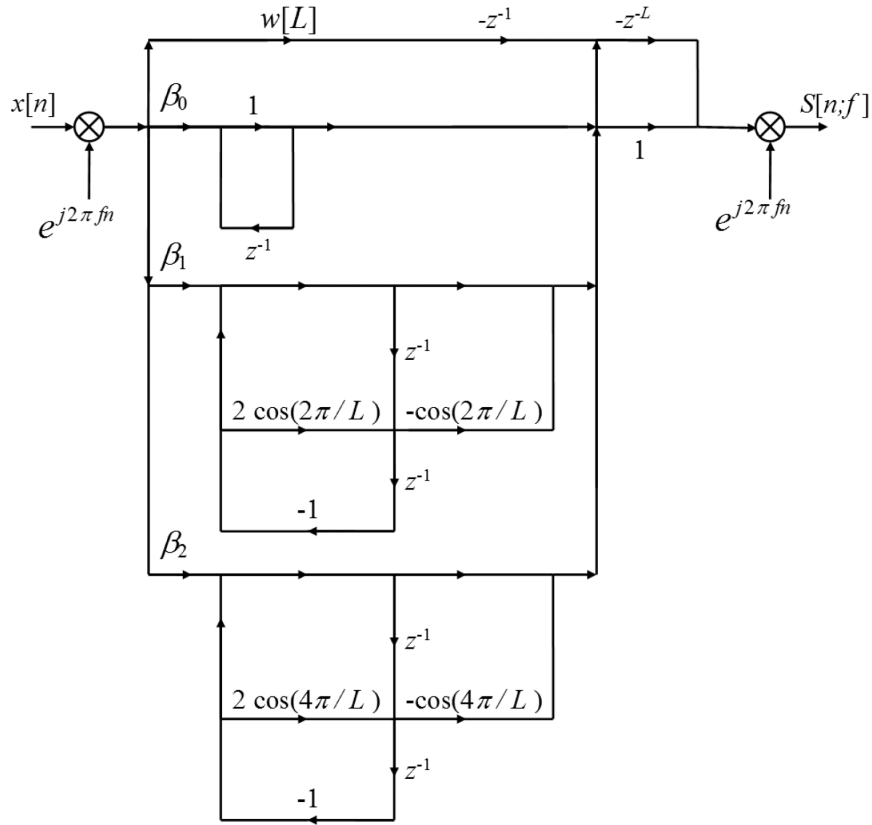 w[L] -z⁻¹ -z⁻ᴸ
x[n] β₀ 1 S[n;f]
1
e^{j2πfn} e^{j2πfn}
z⁻¹
β₁
z⁻¹
2 cos(2π/L) -cos(2π/L)
z⁻¹
-1
β₂
z⁻¹
2 cos(4π/L) -cos(4π/L)
z⁻¹
-1